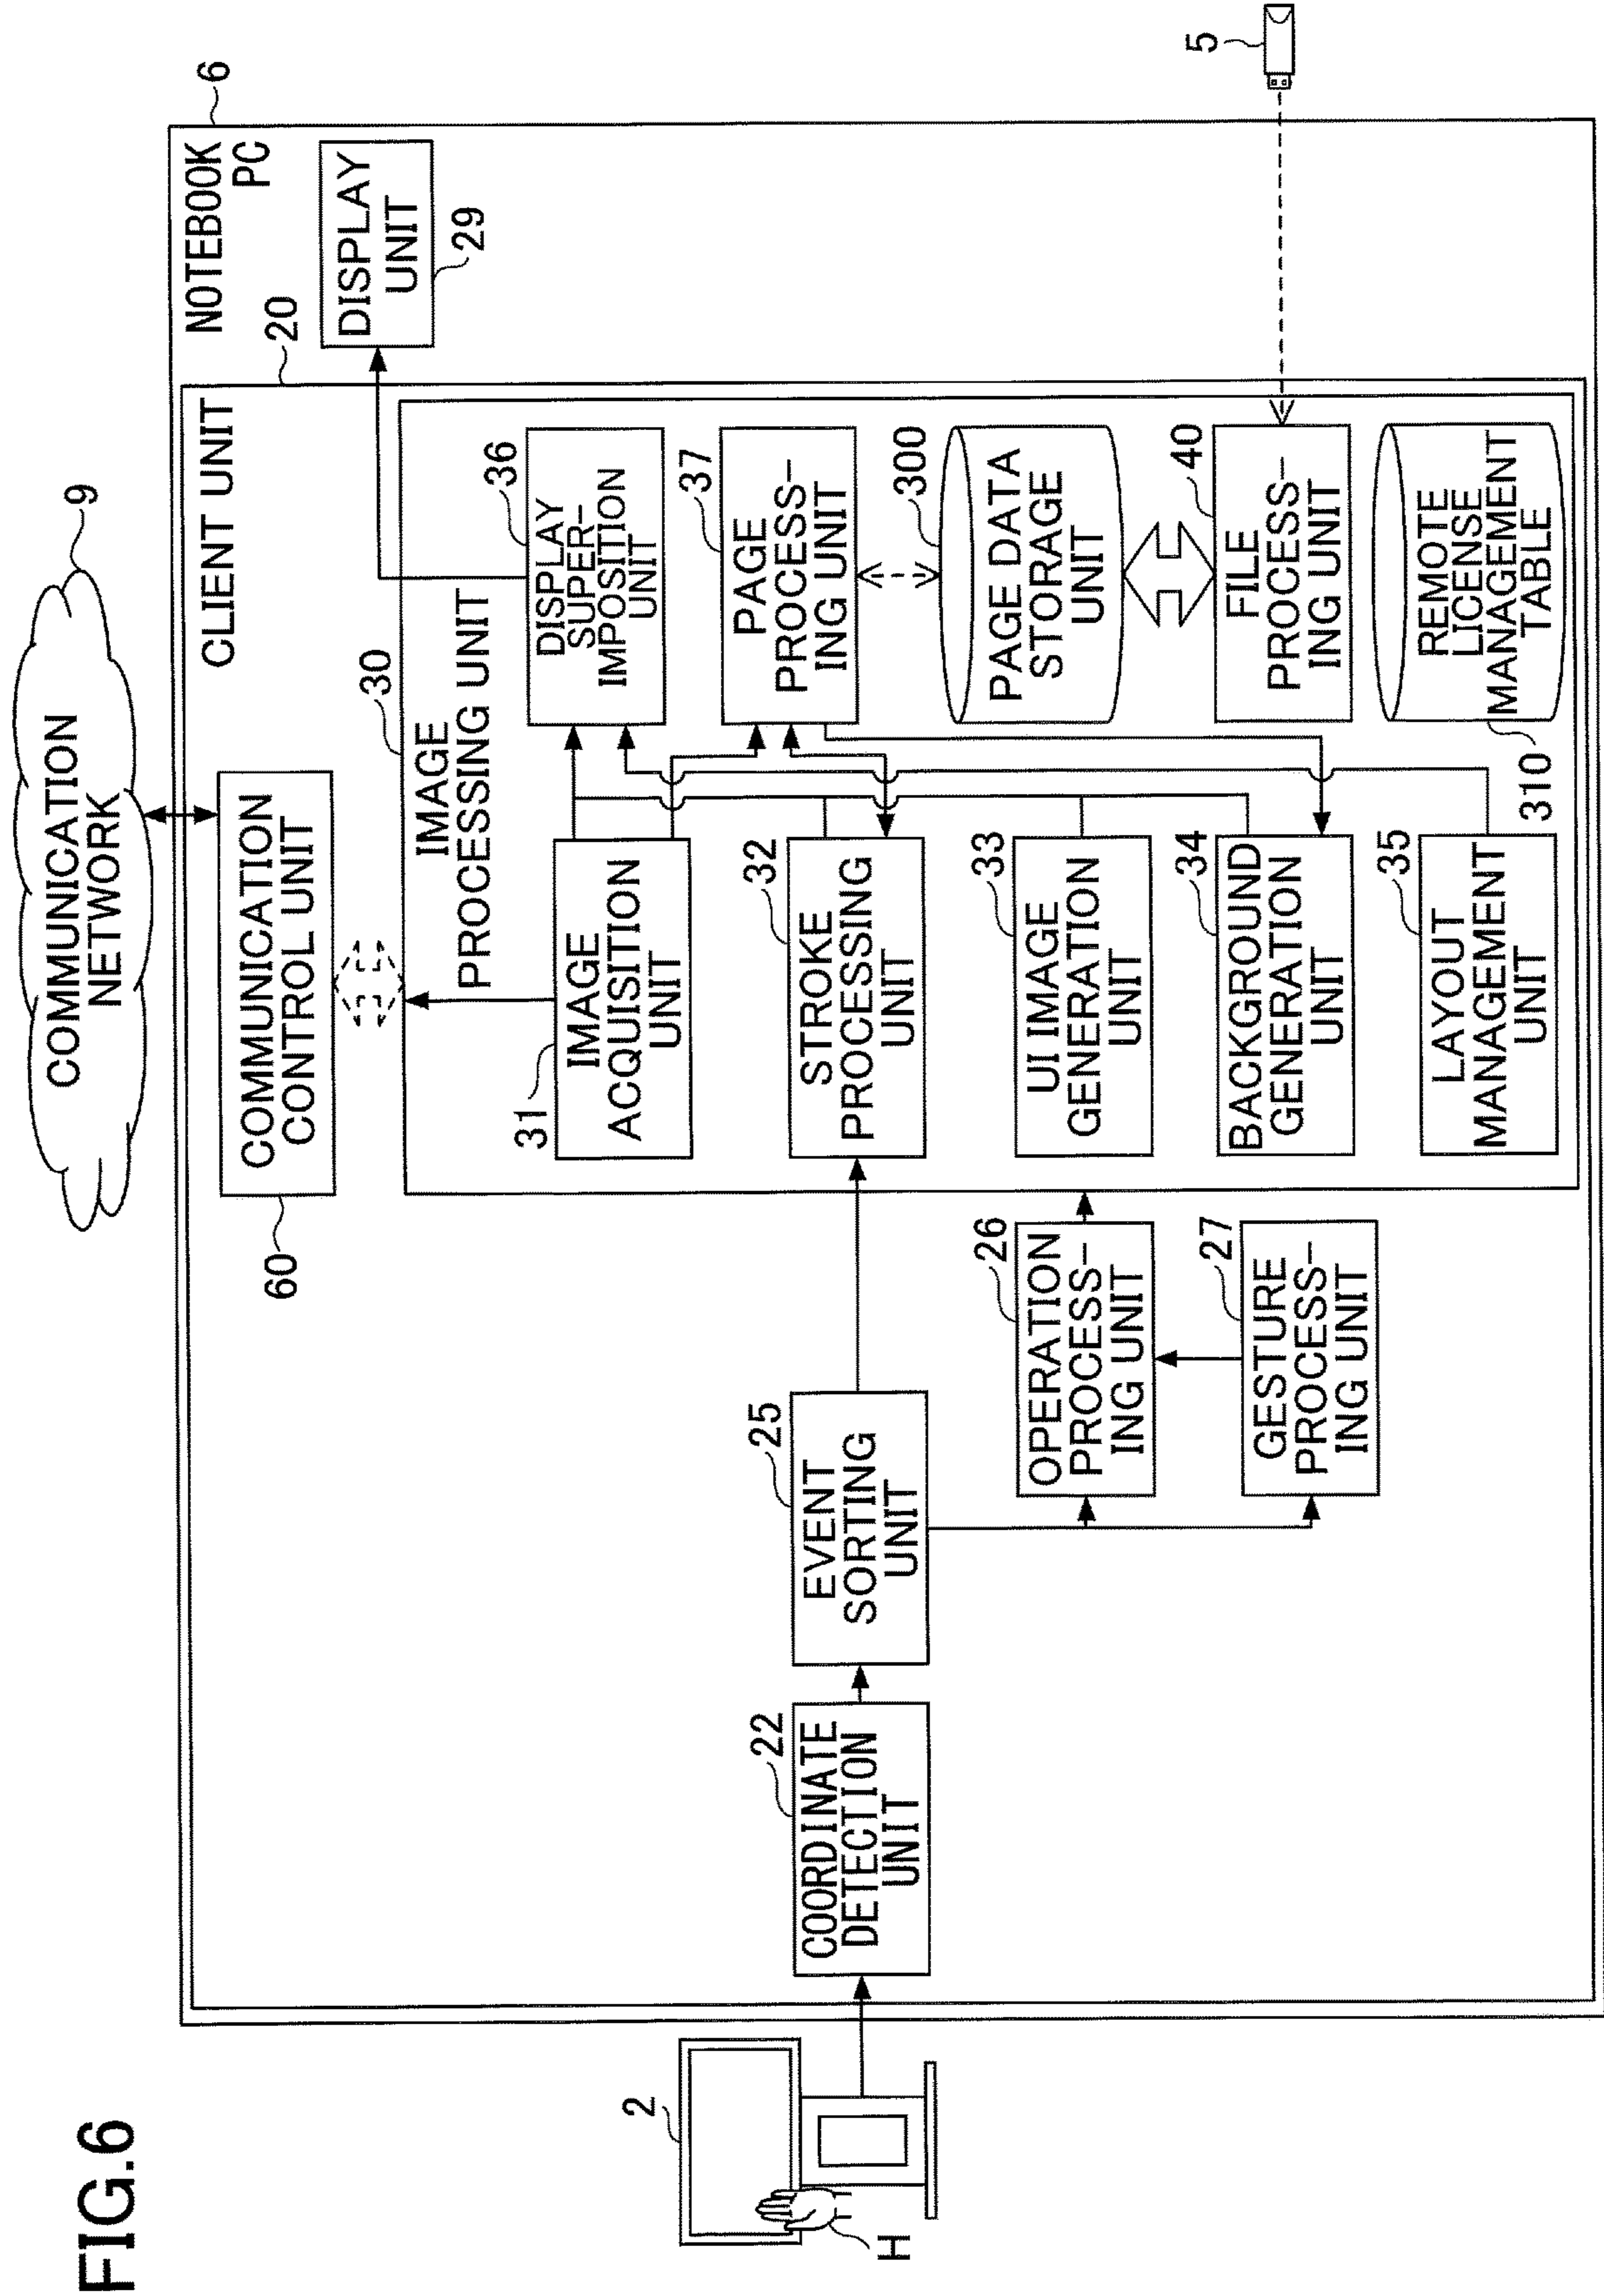 FIG.6
COMMUNICATION
NETWORK
9
6
NOTEBOOK
PC
CLIENT UNIT
20
DISPLAY
UNIT
29
COMMUNICATION
CONTROL UNIT
60
30
IMAGE
PROCESSING UNIT
31
IMAGE
ACQUISITION
UNIT
36
DISPLAY
SUPER-
IMPOSITION
UNIT
2
H
22
COORDINATE
DETECTION
UNIT
25
EVENT
SORTING
UNIT
32
STROKE
PROCESSING
UNIT
37
PAGE
PROCESS-
ING UNIT
26
OPERATION
PROCESS-
ING UNIT
33
UI IMAGE
GENERATION
UNIT
300
PAGE DATA
STORAGE
UNIT
27
GESTURE
PROCESS-
ING UNIT
34
BACKGROUND
GENERATION
UNIT
40
FILE
PROCESS-
ING UNIT
5
35
LAYOUT
MANAGEMENT
UNIT
310
REMOTE
LICENSE
MANAGEMENT
TABLE